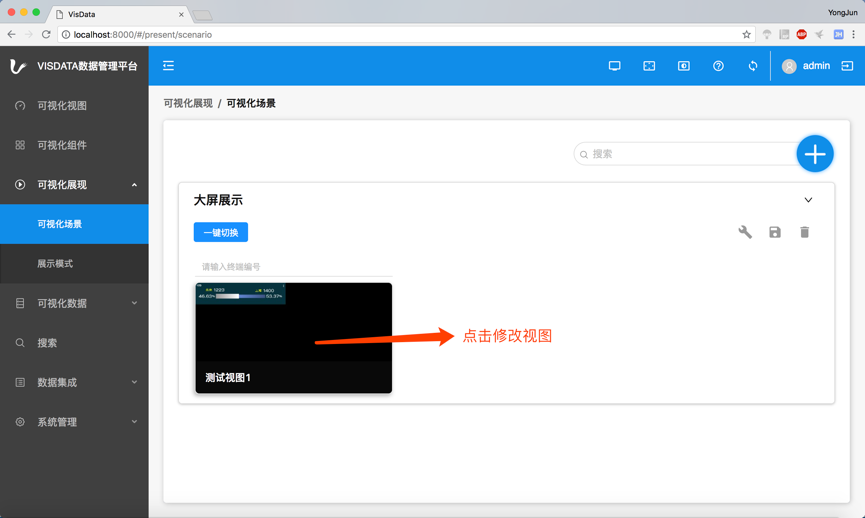 VisData
YongJun
localhost:8000/#/present/scenario
ABP
VISDATA数据管理平台
admin
可视化视图
可视化组件
可视化展现
可视化场景
展示模式
可视化数据
搜索
数据集成
系统管理
可视化展现 / 可视化场景
搜索
大屏展示
一键切换
请输入终端编号
1223
1400
46.63%
53.37%
测试视图1
点击修改视图